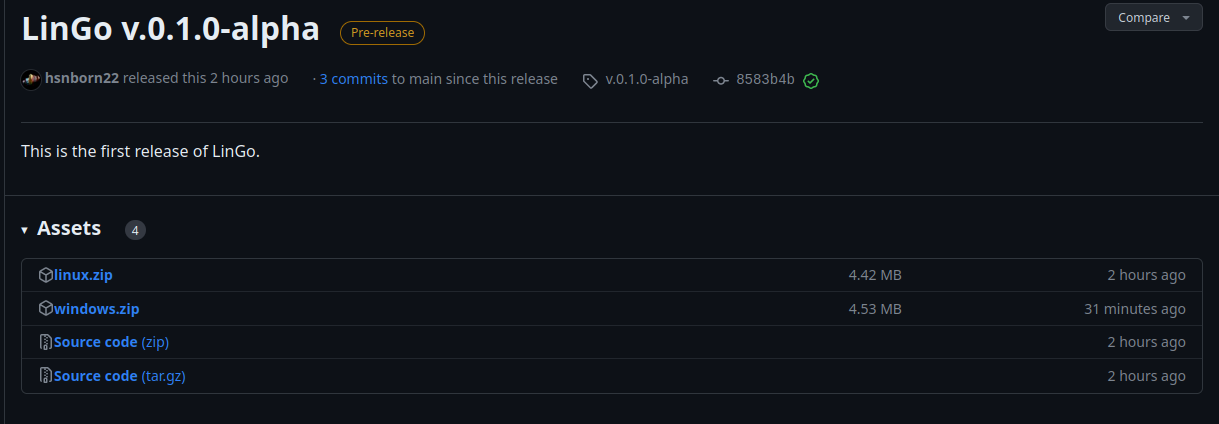 LinGo v.0.1.0-alpha Pre-release Compare
hsnborn22 released this 2 hours ago · 3 commits to main since this release v.0.1.0-alpha 8583b4b
This is the first release of LinGo.
Assets 4
linux.zip 4.42 MB 2 hours ago
windows.zip 4.53 MB 31 minutes ago
Source code (zip) 2 hours ago
Source code (tar.gz) 2 hours ago